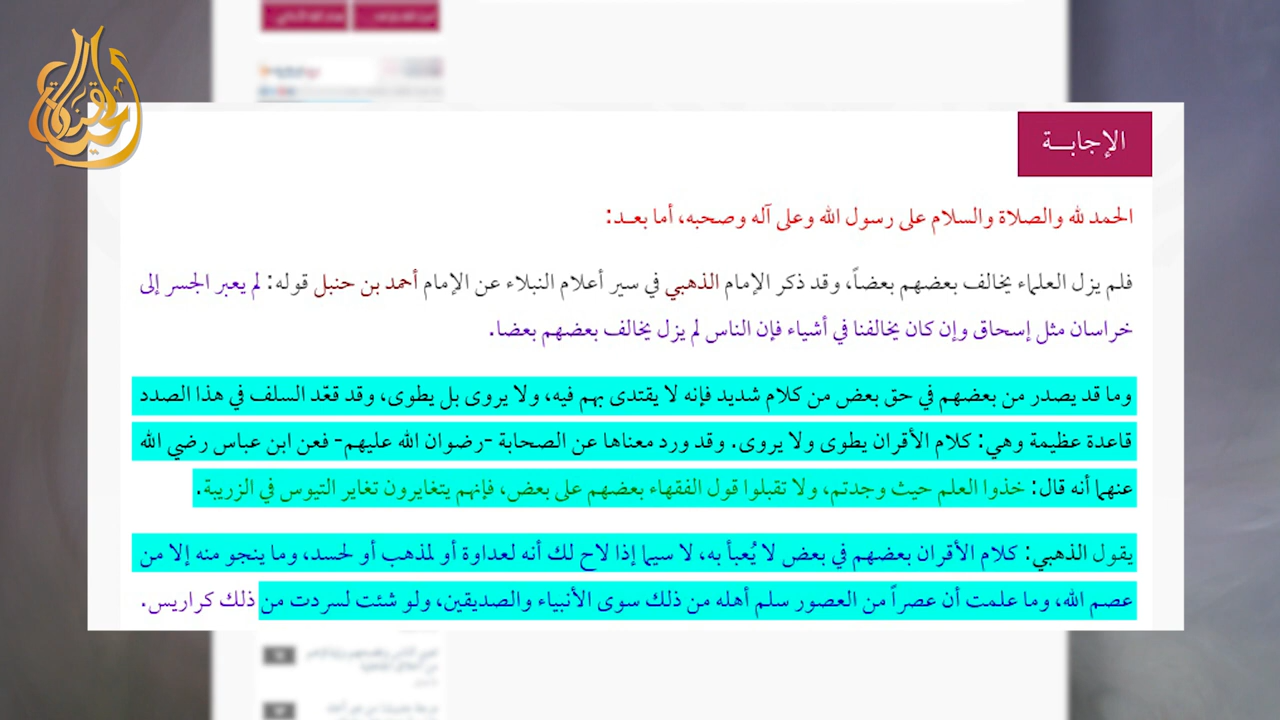 الإجابـــة
الحمد لله والصلاة والسلام على رسول الله وعلى آله وصحبه، أما بعـد:
فلم يزل العلماء يخالف بعضهم بعضاً، وقد ذكر الإمام الذهبي في سير أعلام النبلاء عن الإمام أحمد بن حنبل قوله: لم يعبر الجسر إلى
خراسان مثل إسحاق وإن كان يخالفنا في أشياء فإن الناس لم يزل يخالف بعضهم بعضا.
وما قد يصدر من بعضهم في حق بعض من كلام شديد فإنه لا يقتدى بهم فيه، ولا يروى بل يطوى، وقد قعّد السلف في هذا الصدد
قاعدة عظيمة وهي: كلام الأقران يطوى ولا يروى. وقد ورد معناها عن الصحابة -رضوان الله عليهم- فعن ابن عباس رضي الله
عنهما أنه قال: خذوا العلم حيث وجدتم، ولا تقبلوا قول الفقهاء بعضهم على بعض، فإنهم يتغايرون تغاير التيوس في الزريبة.
يقول الذهبي: كلام الأقران بعضهم في بعض لا يُعبأ به، لا سيما إذا لاح لك أنه لعداوة أو لمذهب أو لحسد، وما ينجو منه إلا من
عصم الله، وما علمت أن عصراً من العصور سلم أهله من ذلك سوى الأنبياء والصديقين، ولو شئت لسردت من ذلك كراريس.